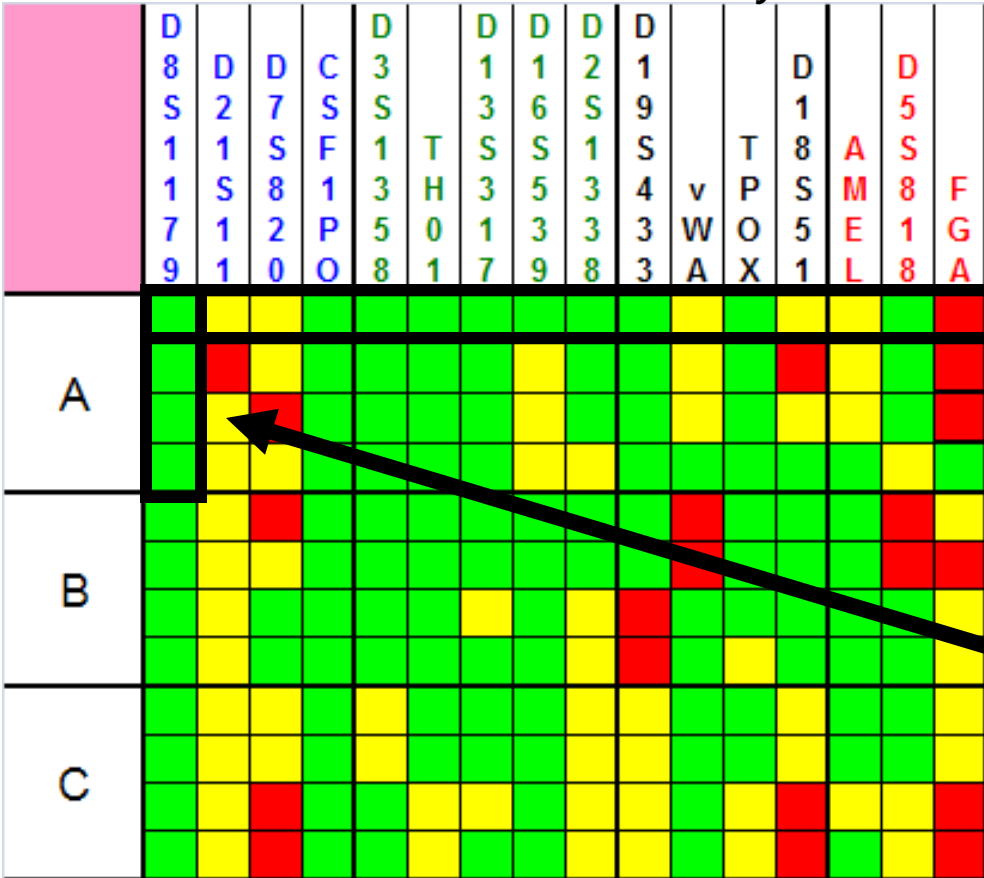 D8S1179
D21S11
D7S820
CSF1PO
D3S1358
TH01
D13S317
D16S539
D2S1338
D19S433
vWA
TPOX
D18S51
AMEL
D5S818
FGA
A
B
C